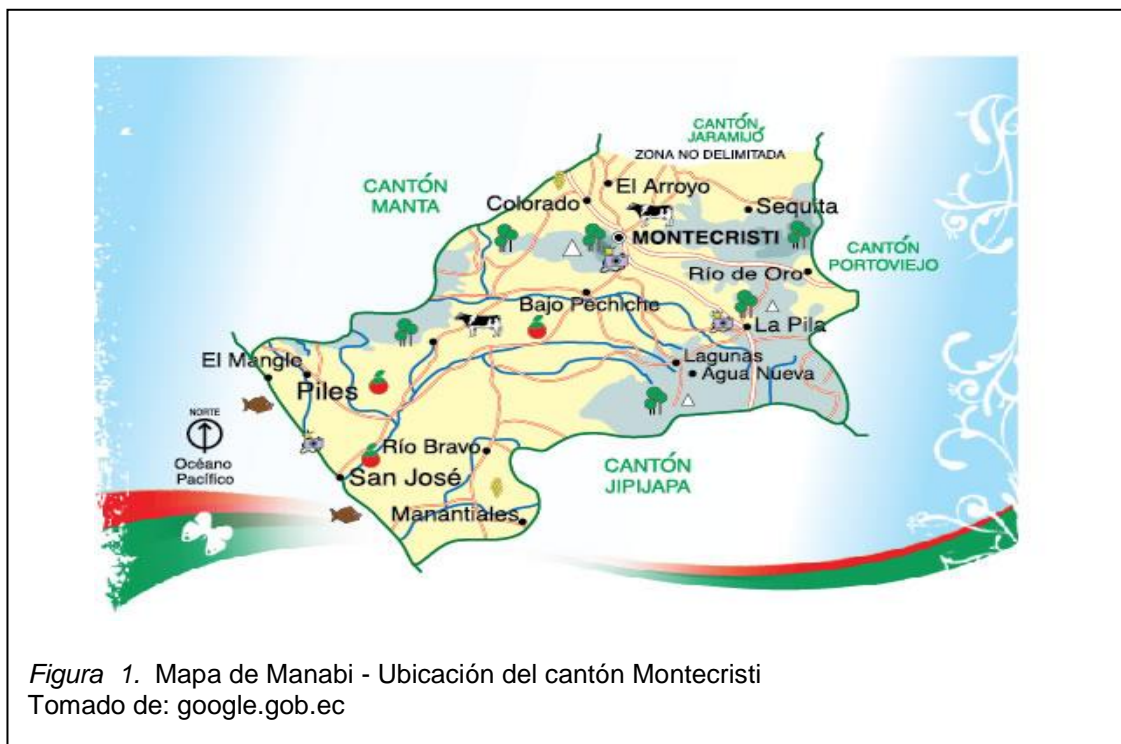 CANTÓN
JARAMIJÓ
ZONA NO DELIMITADA
CANTÓN
MANTA
El Arroyo
Colorado
Sequita
MONTECRISTI
CANTÓN
PORTOVIEJO
Río de Oro
Bajo Pechiche
La Pila
El Mangle
Lagunas
Agua Nueva
Piles
NORTE
Océano
Pacífico
Río Bravo
CANTÓN
JIPIJAPA
San José
Manantiales
Figura 1. Mapa de Manabi - Ubicación del cantón Montecristi
Tomado de: google.gob.ec